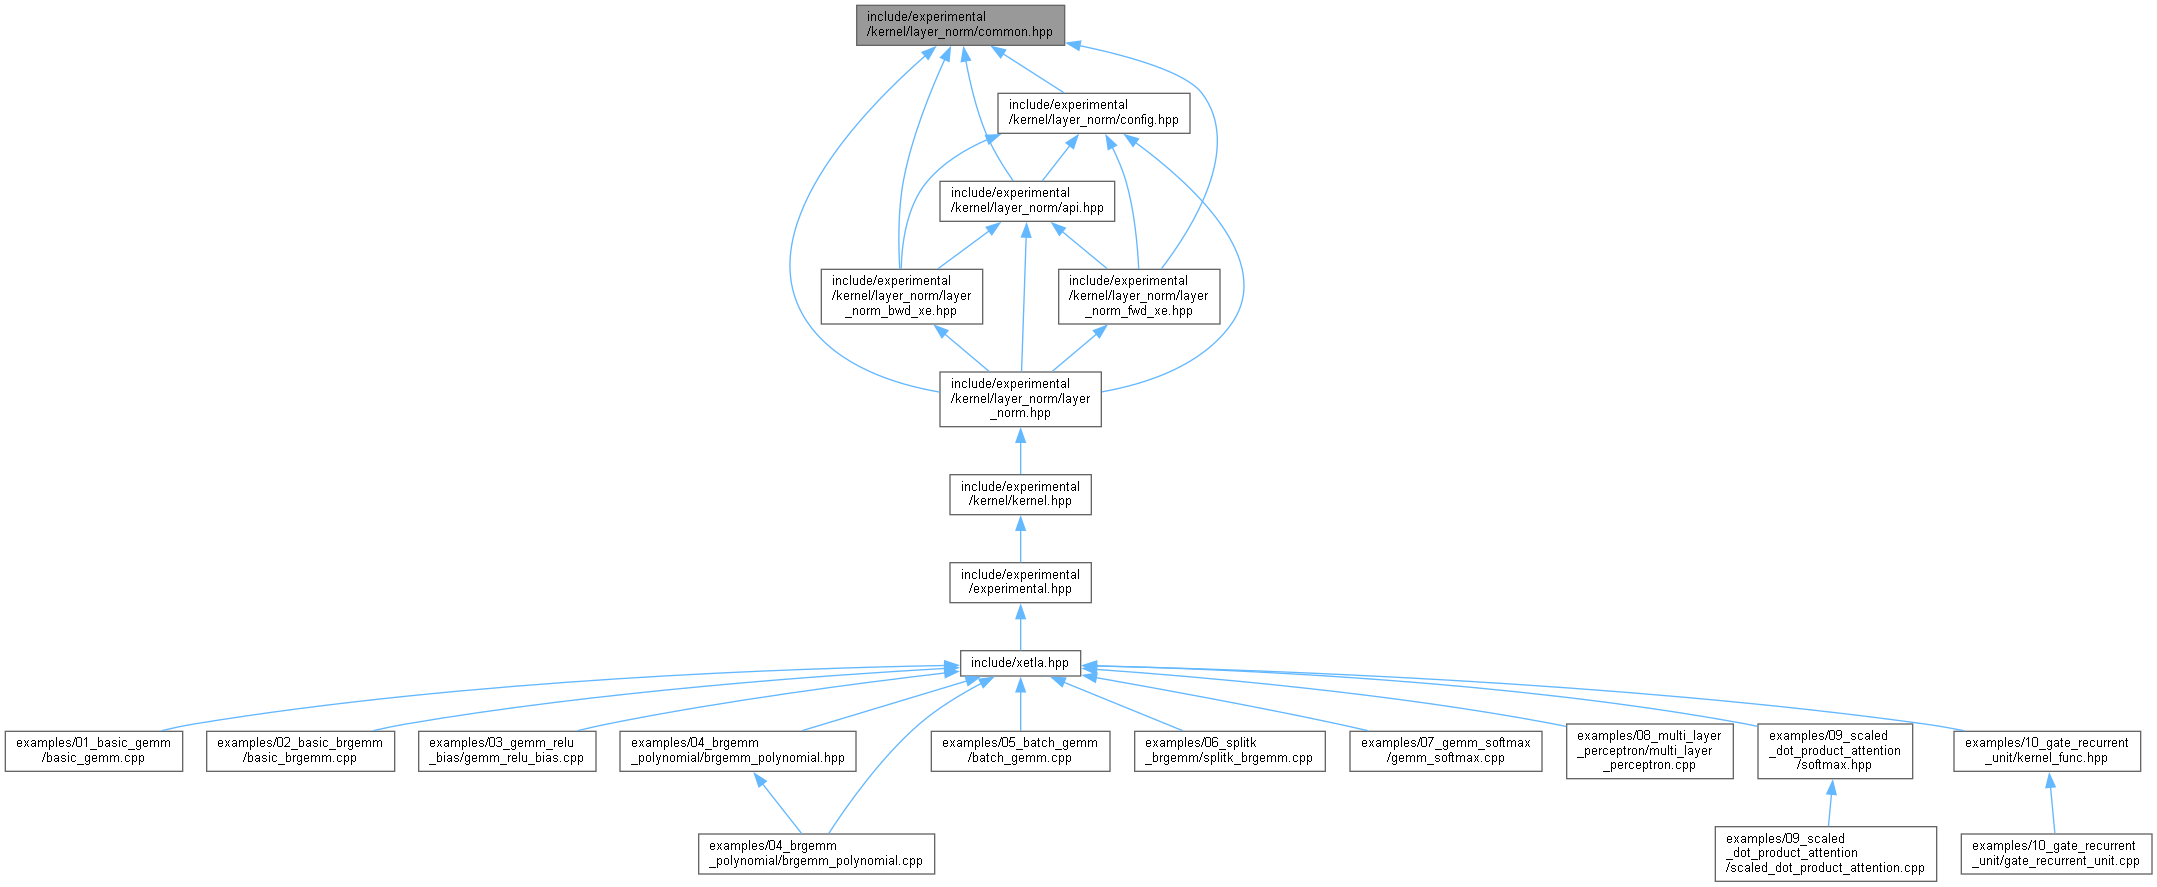 include/experimental
/kernel/layer_norm/common.hpp
include/experimental
/kernel/layer_norm/config.hpp
include/experimental
/kernel/layer_norm/api.hpp
include/experimental
/kernel/layer_norm/layer
_norm_bwd_xe.hpp
include/experimental
/kernel/layer_norm/layer
_norm_fwd_xe.hpp
include/experimental
/kernel/layer_norm/layer
_norm.hpp
include/experimental
/kernel/kernel.hpp
include/experimental
/experimental.hpp
include/xetla.hpp
examples/01_basic_gemm
/basic_gemm.cpp
examples/02_basic_brgemm
/basic_brgemm.cpp
examples/03_gemm_relu
_bias/gemm_relu_bias.cpp
examples/04_brgemm
_polynomial/brgemm_polynomial.hpp
examples/05_batch_gemm
/batch_gemm.cpp
examples/06_splitk
_brgemm/splitk_brgemm.cpp
examples/07_gemm_softmax
/gemm_softmax.cpp
examples/08_multi_layer
_perceptron/multi_layer
_perceptron.cpp
examples/09_scaled
_dot_product_attention
/softmax.hpp
examples/10_gate_recurrent
_unit/kernel_func.hpp
examples/04_brgemm
_polynomial/brgemm_polynomial.cpp
examples/09_scaled
_dot_product_attention
/scaled_dot_product_attention.cpp
examples/10_gate_recurrent
_unit/gate_recurrent_unit.cpp